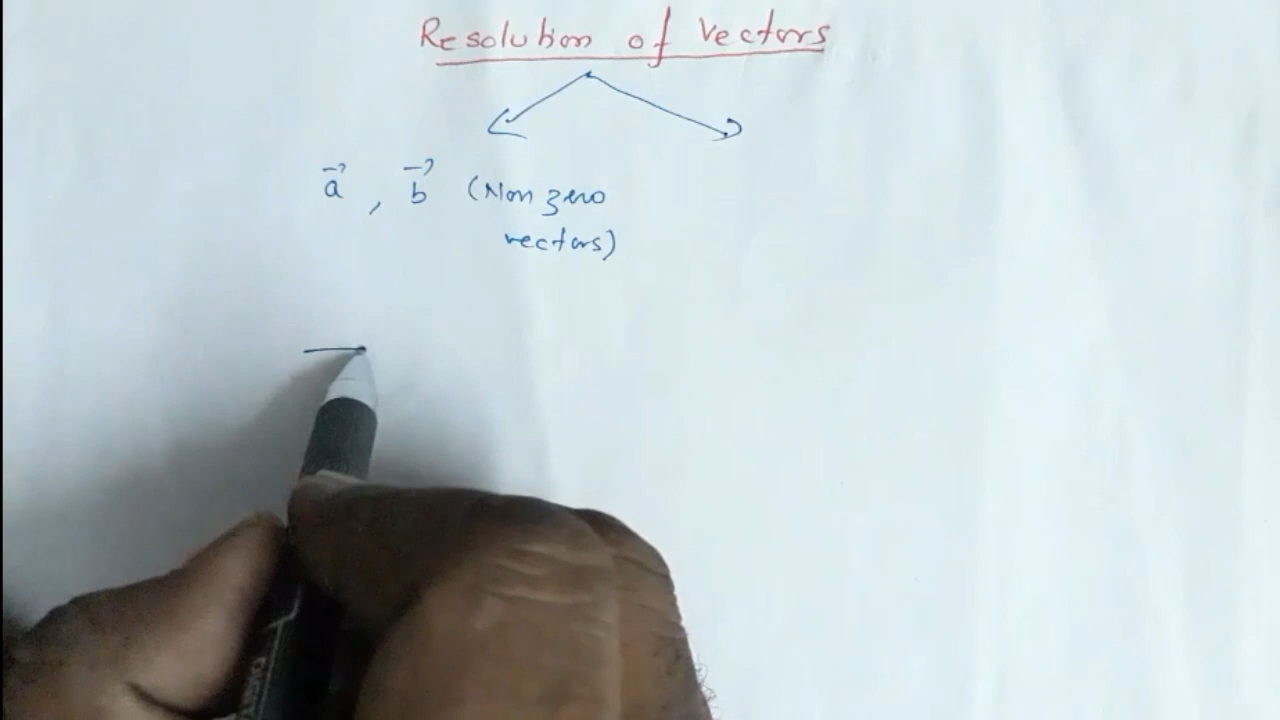 Resolution of vectors
a⃗ , b⃗ (Non zero
vectors)